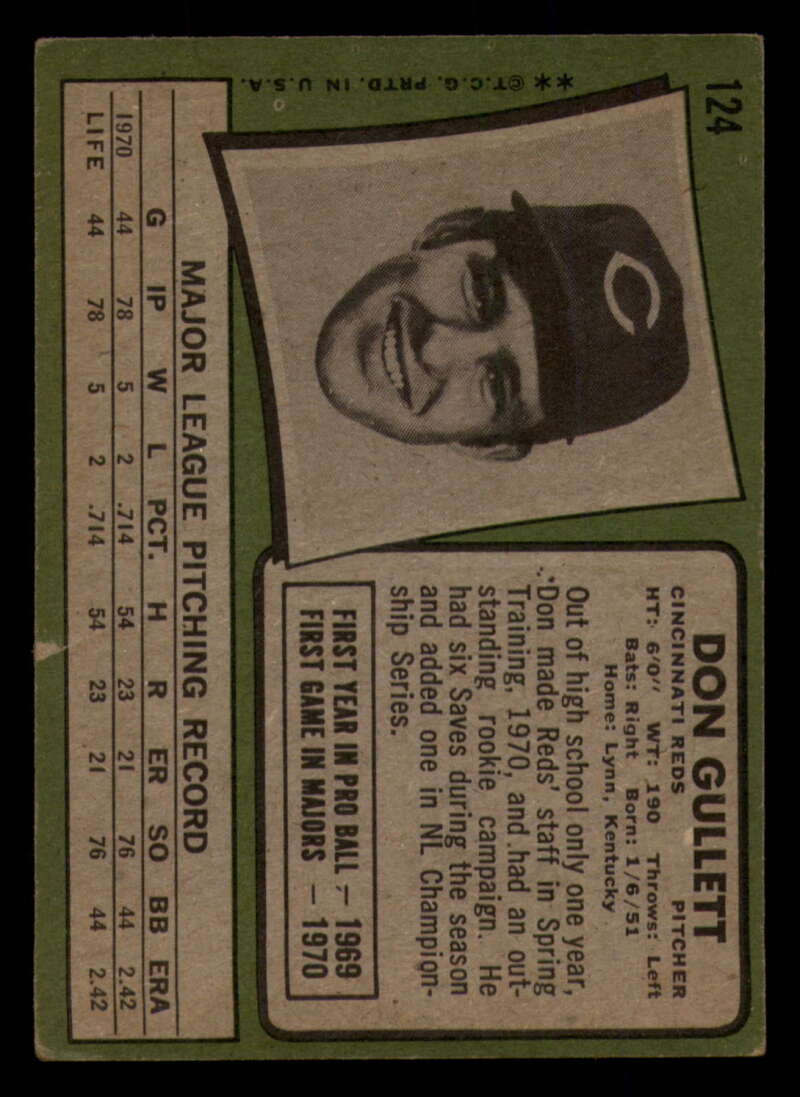 124
**©T.C.G. PRTD. IN U.S.A.
C
DON GULLETT
CINCINNATI REDS PITCHER
HT: 6'0" WT: 190 Throws: Left
Bats: Right Born: 1/6/51
Home: Lynn, Kentucky
Out of high school only one year,
Don made Reds' staff in Spring
Training, 1970, and had an out-
standing rookie campaign. He
had six Saves during the season
and added one in NL Champion-
ship Series.
FIRST YEAR IN PRO BALL — 1969
FIRST GAME IN MAJORS — 1970
MAJOR LEAGUE PITCHING RECORD
G IP W L PCT. H R ER SO BB ERA
1970 44 78 5 2 .714 54 23 21 76 44 2.42
LIFE 44 78 5 2 .714 54 23 21 76 44 2.42